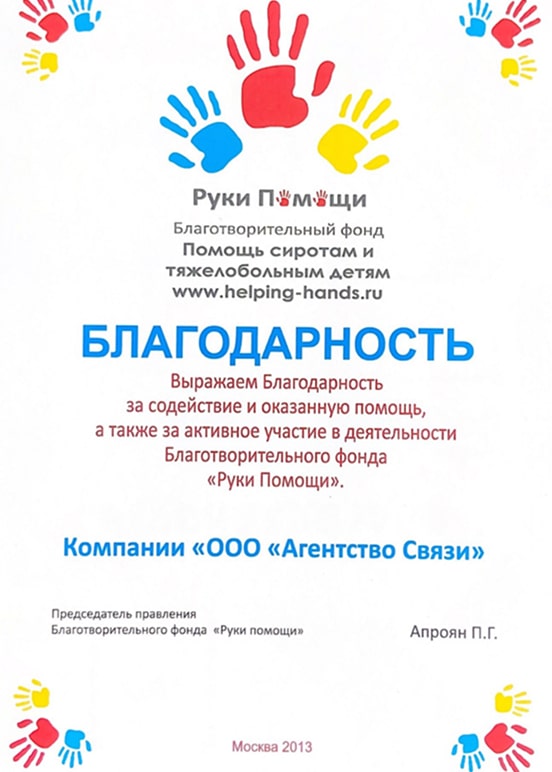 Руки Помощи
Благотворительный фонд
Помощь сиротам и
тяжелобольным детям
www.helping-hands.ru
БЛАГОДАРНОСТЬ
Выражаем Благодарность
за содействие и оказанную помощь,
а также за активное участие в деятельности
Благотворительного фонда
«Руки Помощи».
Компании «ООО «Агентство Связи»
Председатель правления
Благотворительного фонда «Руки помощи»
Апроян П.Г.
Москва 2013